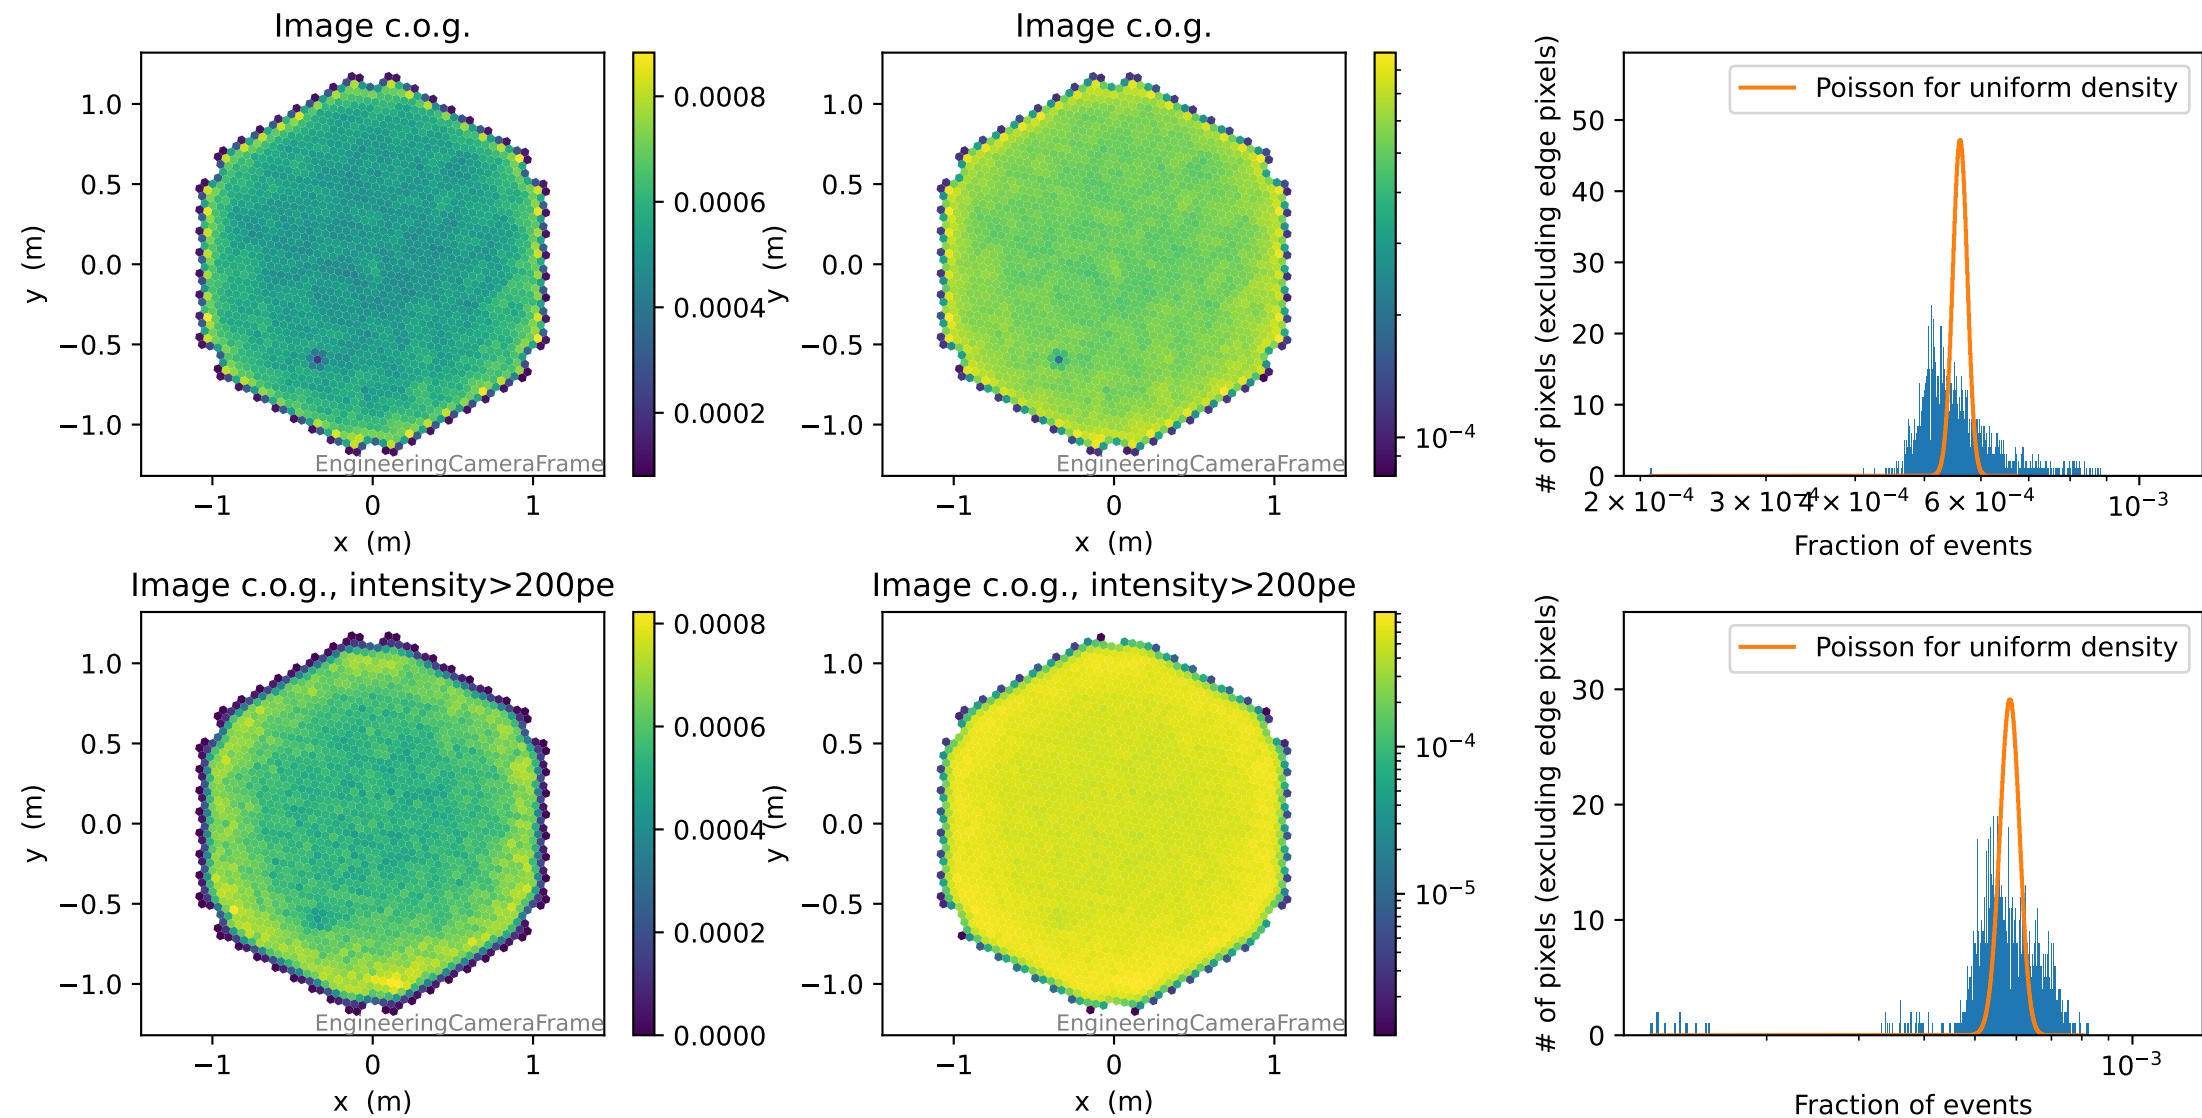 Image c.o.g.
1.0
0.5
0.0
−0.5
−1.0
y (m)
EngineeringCameraFrame
−1 0 1
x (m)
0.0008
0.0006
0.0004
0.0002
Image c.o.g.
1.0
0.5
0.0
−0.5
−1.0
y (m)
EngineeringCameraFrame
−1 0 1
x (m)
10⁻⁴
Poisson for uniform density
50
40
30
20
10
0
# of pixels (excluding edge pixels)
2 × 10⁻⁴ 3 × 10⁻⁴ 4 × 10⁻⁴ 6 × 10⁻⁴ 10⁻³
Fraction of events
Image c.o.g., intensity>200pe
1.0
0.5
0.0
−0.5
−1.0
y (m)
EngineeringCameraFrame
−1 0 1
x (m)
0.0008
0.0006
0.0004
0.0002
0.0000
Image c.o.g., intensity>200pe
1.0
0.5
0.0
−0.5
−1.0
y (m)
EngineeringCameraFrame
−1 0 1
x (m)
10⁻⁴
10⁻⁵
Poisson for uniform density
30
20
10
0
# of pixels (excluding edge pixels)
10⁻³
Fraction of events